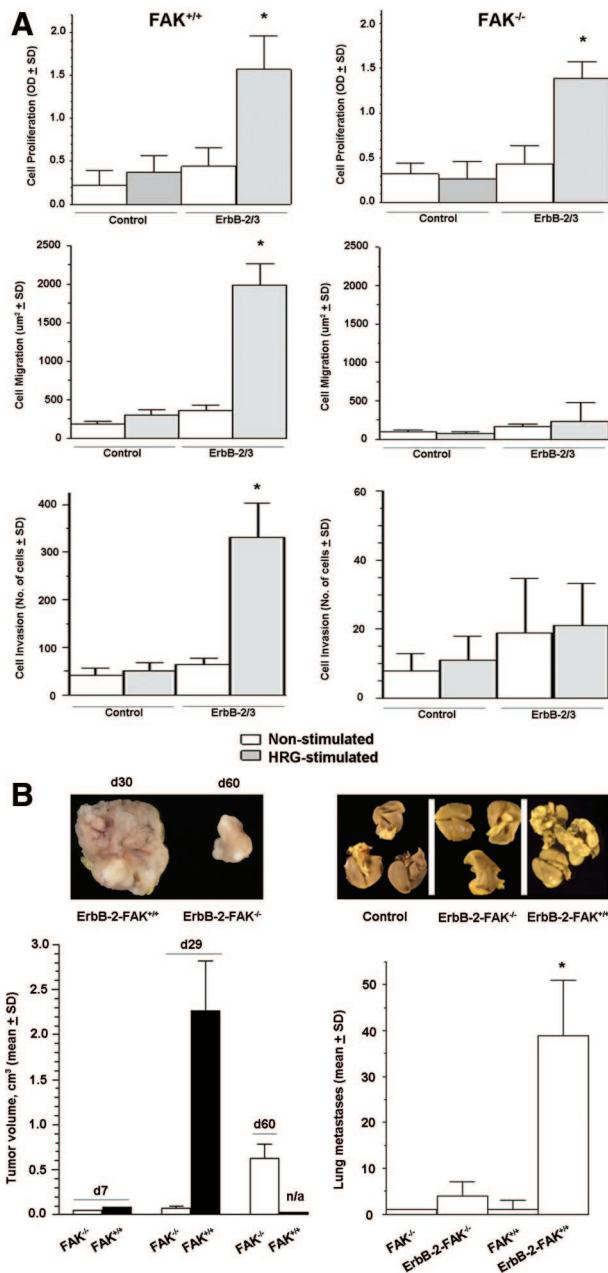 A
FAK+/+
FAK-/-
Cell Proliferation (OD ± SD)
2.0
1.5
1.0
0.5
0.0
*
Control
ErbB-2/3
Cell Proliferation (OD ± SD)
2.0
1.5
1.0
0.5
0.0
*
Control
ErbB-2/3
Cell Migration (um² ± SD)
2500
2000
1500
1000
500
0
*
Control
ErbB-2/3
Cell Migration (um² ± SD)
2500
2000
1500
1000
500
0
Control
ErbB-2/3
Cell Invasion (No. of cells ± SD)
400
300
200
100
0
*
Control
ErbB-2/3
Cell Invasion (No. of cells ± SD)
60
40
20
0
Control
ErbB-2/3
Non-stimulated
HRG-stimulated
B
d30
d60
ErbB-2-FAK+/+
ErbB-2-FAK-/-
Control
ErbB-2-FAK-/-
ErbB-2-FAK+/+
Tumor volume, cm³ (mean ± SD)
3.0
2.5
2.0
1.5
1.0
0.5
0.0
d7
d29
d60
n/a
FAK-/-
FAK+/+
FAK-/-
FAK+/+
FAK-/-
FAK+/+
Lung metastases (mean ± SD)
50
40
30
20
10
5
0
*
FAK-/-
ErbB-2-FAK-/-
FAK+/+
ErbB-2-FAK+/+